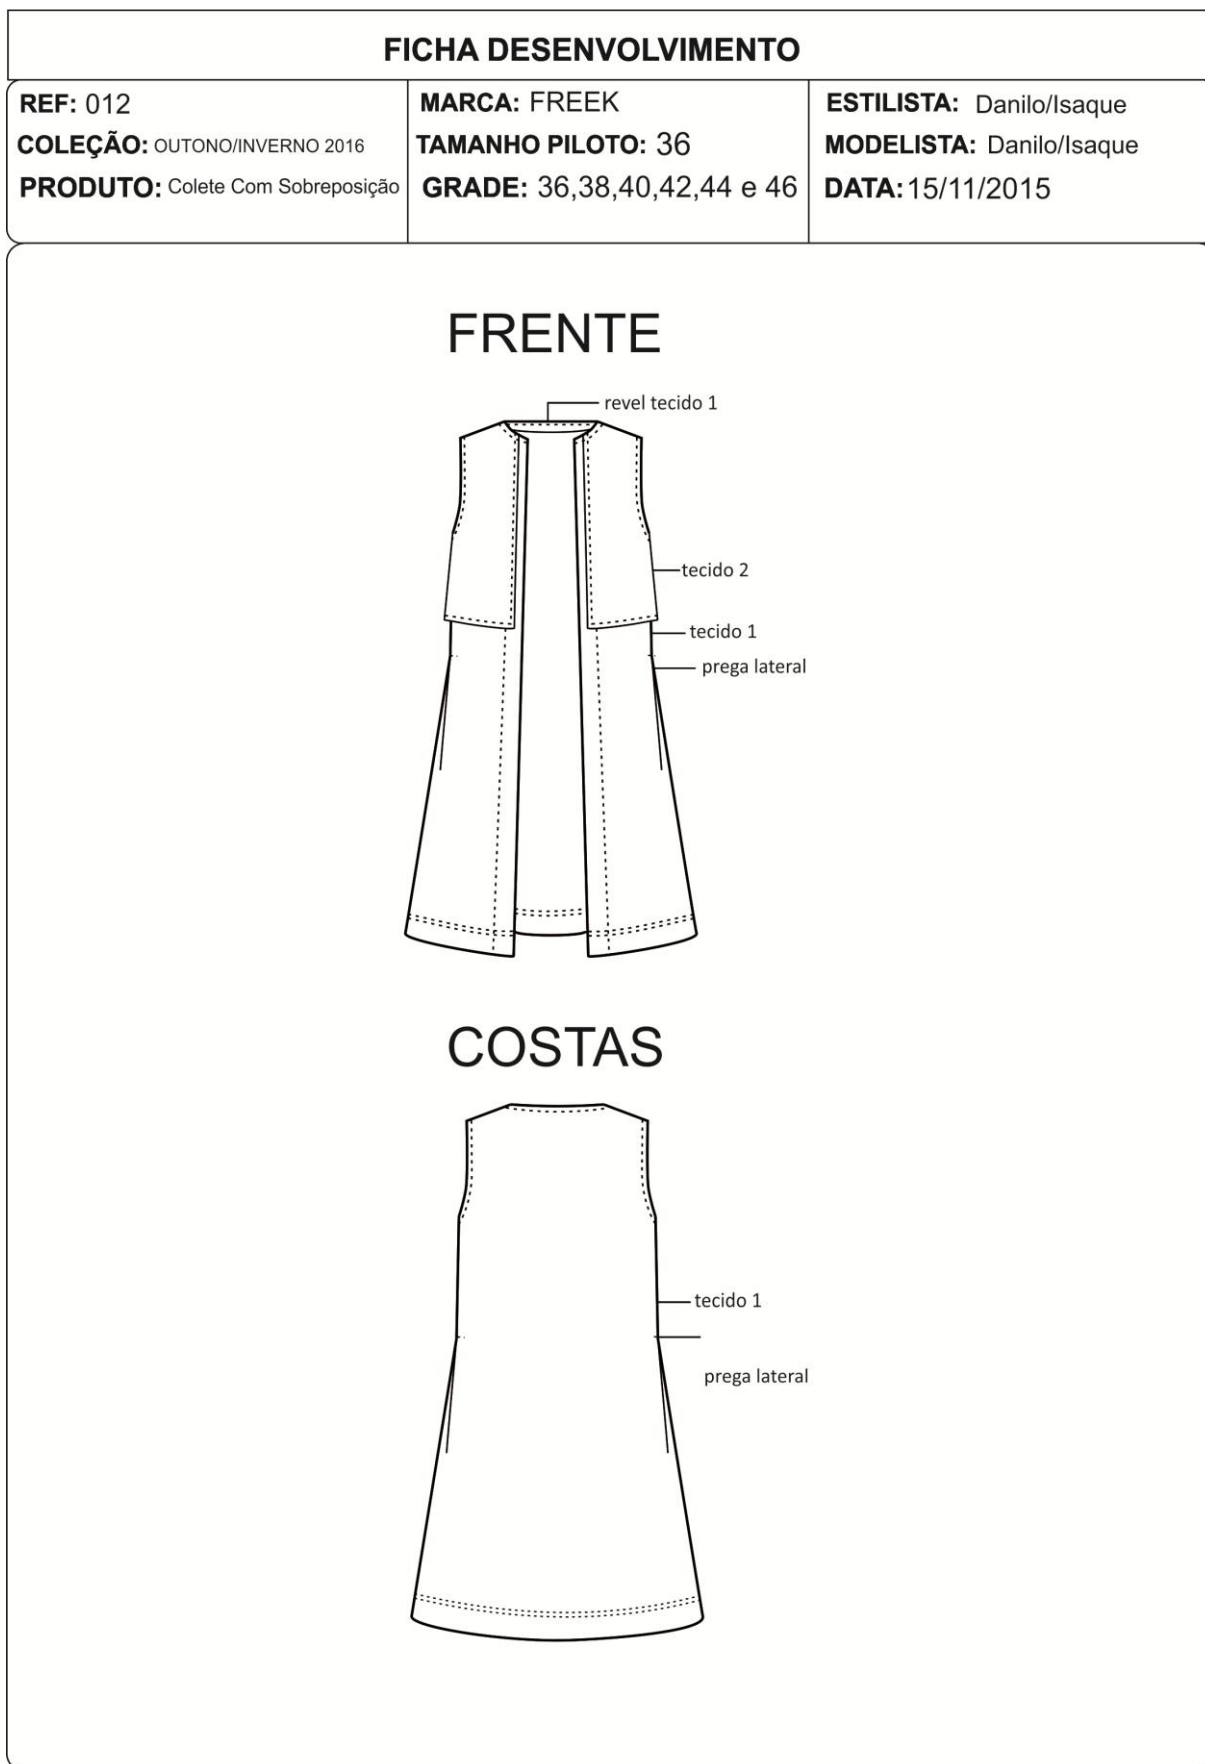 FICHA DESENVOLVIMENTO
REF: 012
COLEÇÃO: OUTONO/INVERNO 2016
PRODUTO: Colete Com Sobreposição
MARCA: FREEK
TAMANHO PILOTO: 36
GRADE: 36,38,40,42,44 e 46
ESTILISTA: Danilo/Isaque
MODELISTA: Danilo/Isaque
DATA: 15/11/2015
FRENTE
revel tecido 1
tecido 2
tecido 1
prega lateral
COSTAS
tecido 1
prega lateral